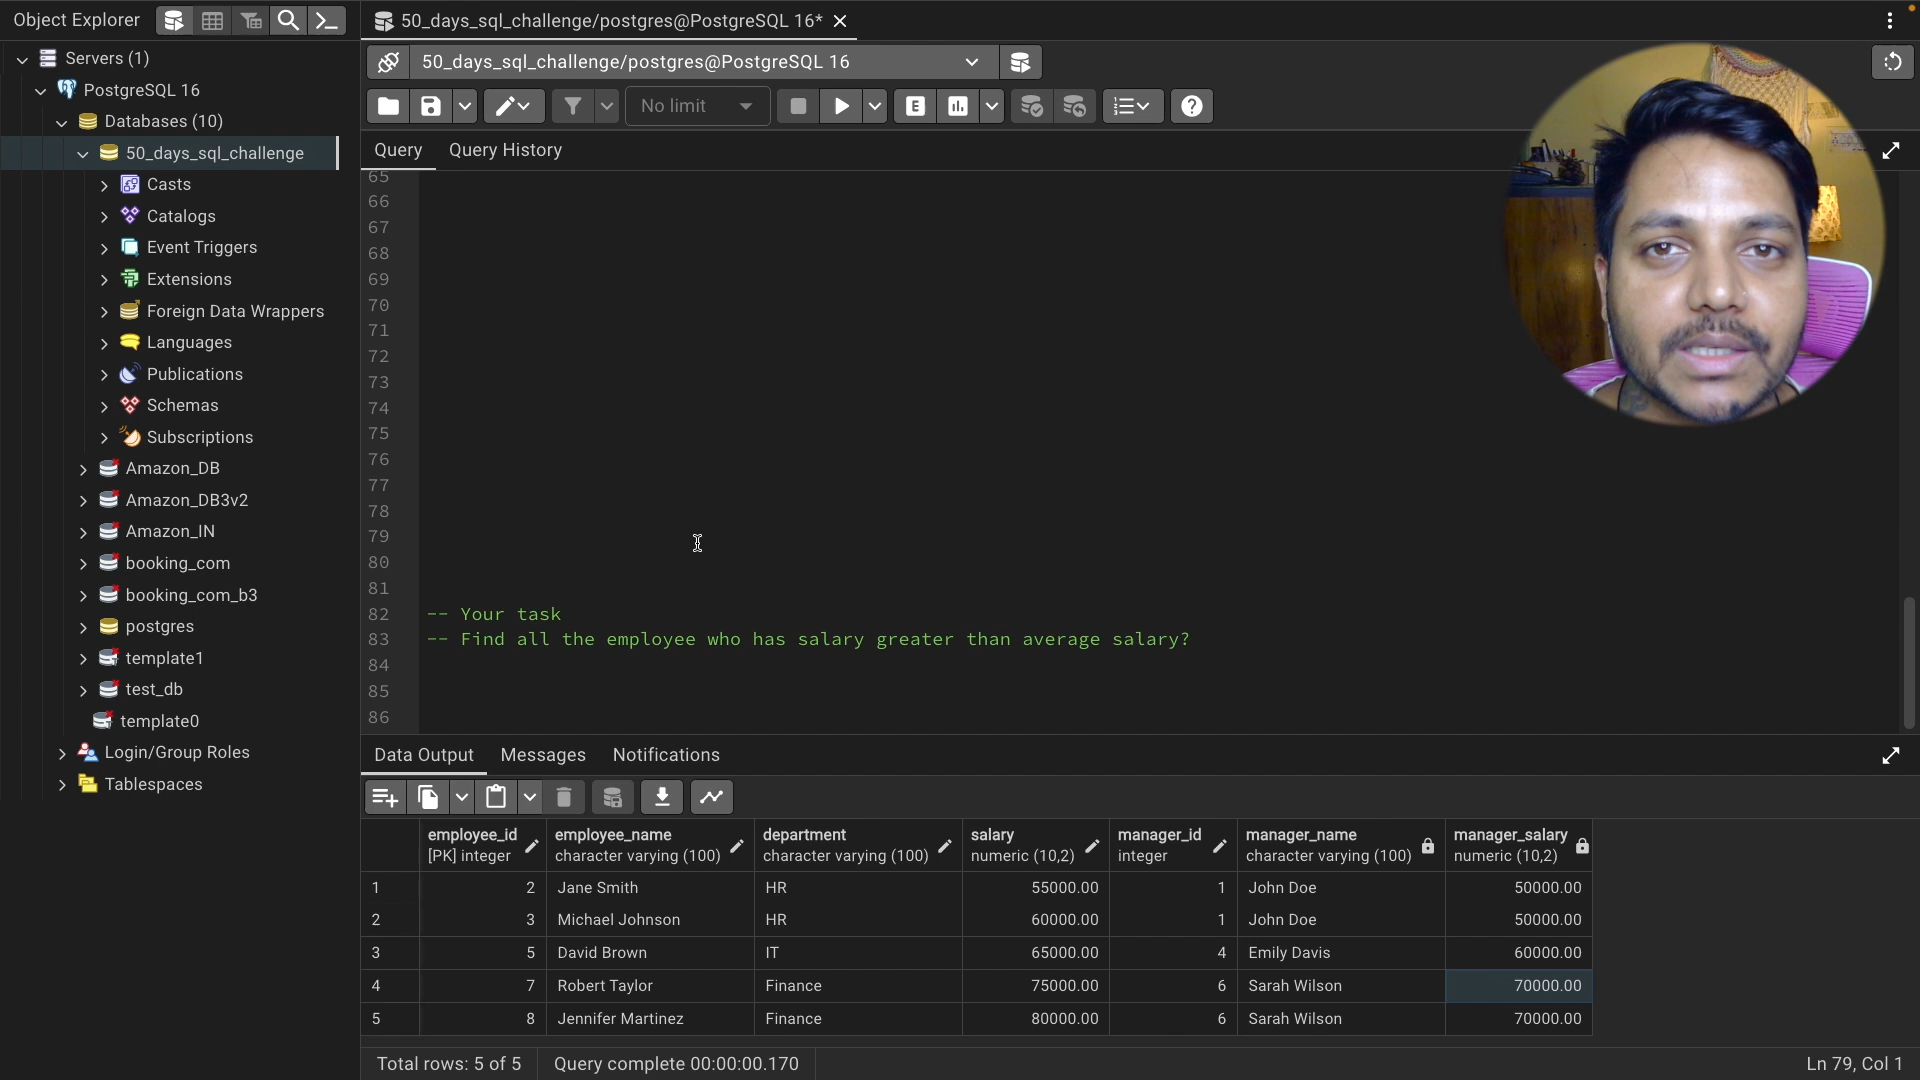 Object Explorer
50_days_sql_challenge/postgres@PostgreSQL 16*
Servers (1)
PostgreSQL 16
Databases (10)
50_days_sql_challenge
Casts
Catalogs
Event Triggers
Extensions
Foreign Data Wrappers
Languages
Publications
Schemas
Subscriptions
Amazon_DB
Amazon_DB3v2
Amazon_IN
booking_com
booking_com_b3
postgres
template1
test_db
template0
Login/Group Roles
Tablespaces
50_days_sql_challenge/postgres@PostgreSQL 16
No limit
E
Query Query History
65
66
67
68
69
70
71
72
73
74
75
76
77
78
79
80
81
82 -- Your task
83 -- Find all the employee who has salary greater than average salary?
84
85
86
Data Output Messages Notifications
employee_id employee_name department salary manager_id manager_name manager_salary
[PK] integer character varying (100) character varying (100) numeric (10,2) integer character varying (100) numeric (10,2)
1 2 Jane Smith HR 55000.00 1 John Doe 50000.00
2 3 Michael Johnson HR 60000.00 1 John Doe 50000.00
3 5 David Brown IT 65000.00 4 Emily Davis 60000.00
4 7 Robert Taylor Finance 75000.00 6 Sarah Wilson 70000.00
5 8 Jennifer Martinez Finance 80000.00 6 Sarah Wilson 70000.00
Total rows: 5 of 5 Query complete 00:00:00.170 Ln 79, Col 1